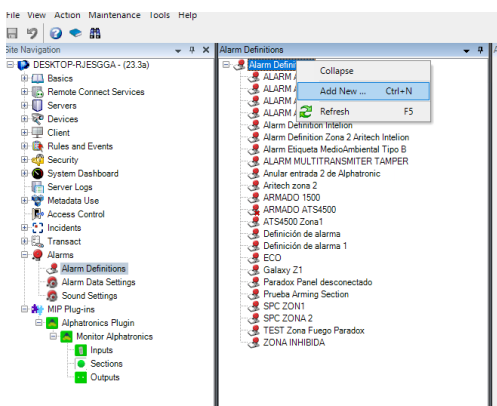 File View Action Maintenance Tools Help
Site Navigation
DESKTOP-RJESGGA - (23.3a)
Basics
Remote Connect Services
Servers
Devices
Client
Rules and Events
Security
System Dashboard
Server Logs
Metadata Use
Access Control
Incidents
Transact
Alarms
Alarm Definitions
Alarm Data Settings
Sound Settings
MIP Plug-ins
Alphatronics Plugin
Monitor Alphatronics
Inputs
Sections
Outputs
Alarm Definitions
Alarm Defini
ALARM A
ALARM A
ALARM A
ALARM A
Collapse
Add New ... Ctrl+N
Refresh F5
Alarm Definition Intelion
Alarm Definition Zona 2 Aritech Intelion
Alarm Etiqueta MedioAmbiental Tipo B
ALARM MULTITRANSMITER TAMPER
Anular entrada 2 de Alphatronic
Aritech zona 2
ARMADO 1500
ARMADO ATS4500
ATS4500 Zona1
Definición de alarma
Definición de alarma 1
ECO
Galaxy Z1
Paradox Panel desconectado
Prueba Arming Section
SPC ZON1
SPC ZONA 2
TEST Zona Fuego Paradox
ZONA INHIBIDA